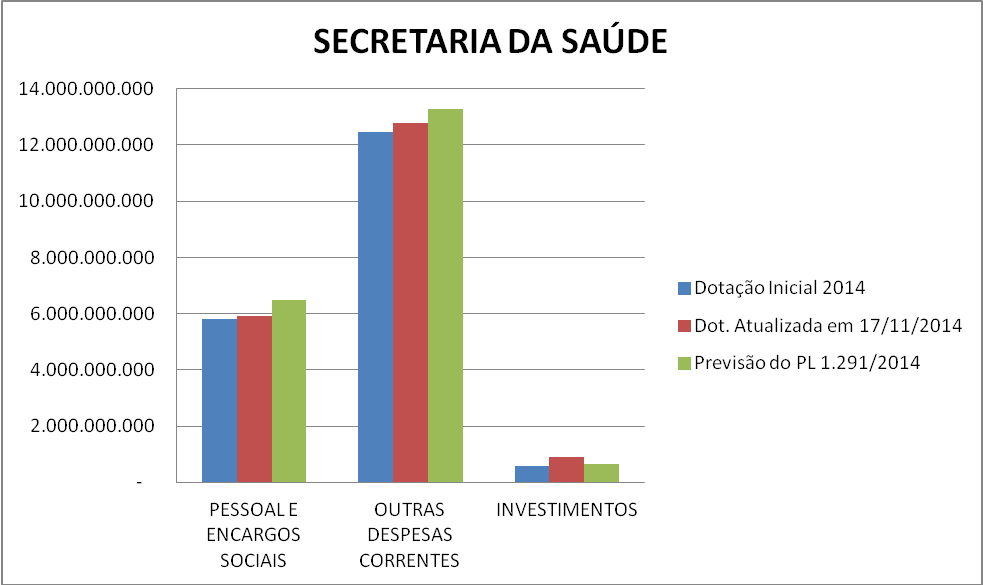 SECRETARIA DA SAÚDE
14.000.000.000
12.000.000.000
10.000.000.000
8.000.000.000
6.000.000.000
4.000.000.000
2.000.000.000
-
PESSOAL E
ENCARGOS
SOCIAIS
OUTRAS
DESPESAS
CORRENTES
INVESTIMENTOS
Dotação Inicial 2014
Dot. Atualizada em 17/11/2014
Previsão do PL 1.291/2014